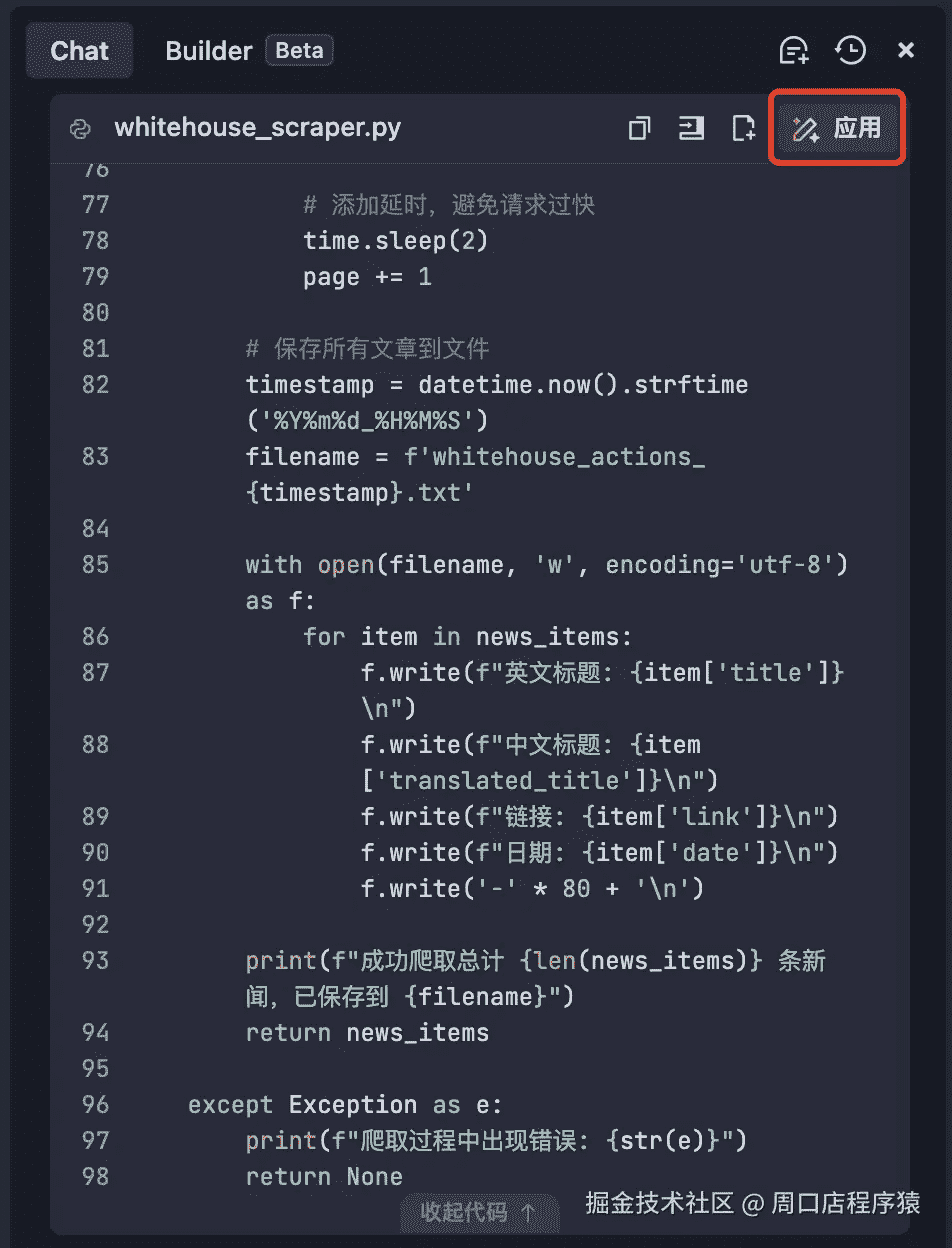 Chat Builder Beta
whitehouse_scraper.py 应用
76
77 # 添加延时，避免请求过快
78 time.sleep(2)
79 page += 1
80
81 # 保存所有文章到文件
82 timestamp = datetime.now().strftime
('%Y%m%d_%H%M%S')
83 filename = f'whitehouse_actions_
{timestamp}.txt'
84
85 with open(filename, 'w', encoding='utf-8')
as f:
86 for item in news_items:
87 f.write(f"英文标题: {item['title']}
\n")
88 f.write(f"中文标题: {item
['translated_title']}\n")
89 f.write(f"链接: {item['link']}\n")
90 f.write(f"日期: {item['date']}\n")
91 f.write('-' * 80 + '\n')
92
93 print(f"成功爬取总计 {len(news_items)} 条新
闻，已保存到 {filename}")
94 return news_items
95
96 except Exception as e:
97 print(f"爬取过程中出现错误: {str(e)}")
98 return None
收起代码 ↑
掘金技术社区 @ 周口店程序猿